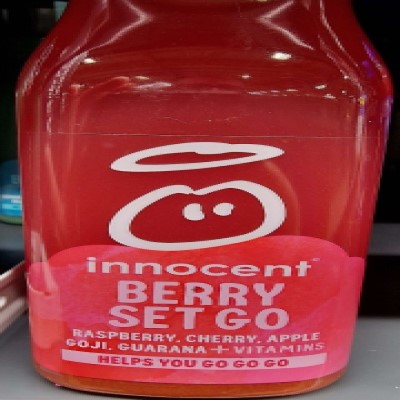 innocent
BERRY
SET GO
RASPBERRY, CHERRY, APPLE
GOJI, GUARANA + VITAMINS
HELPS YOU GO GO GO